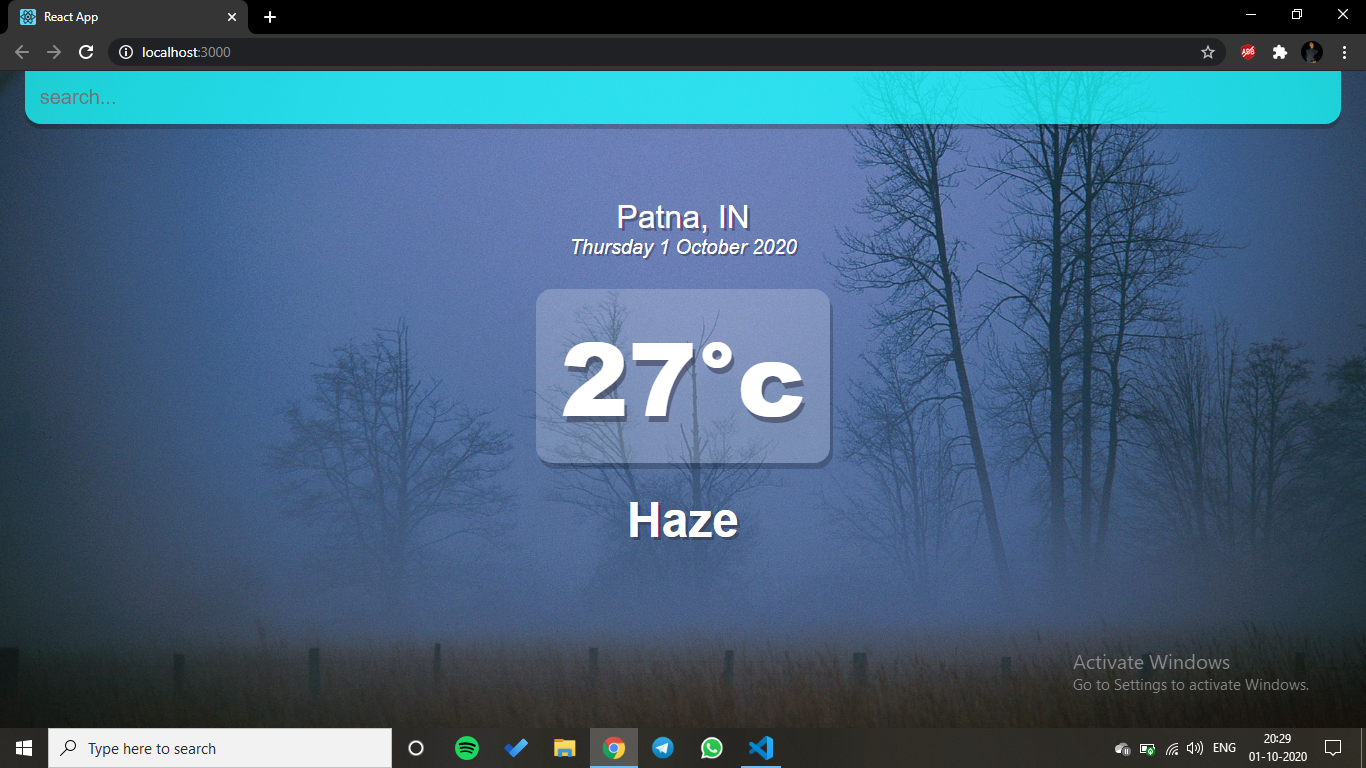 React App
localhost:3000
ABS
search...
Patna, IN
Thursday 1 October 2020
27°c
Haze
Activate Windows
Go to Settings to activate Windows.
Type here to search
ENG
20:29
01-10-2020